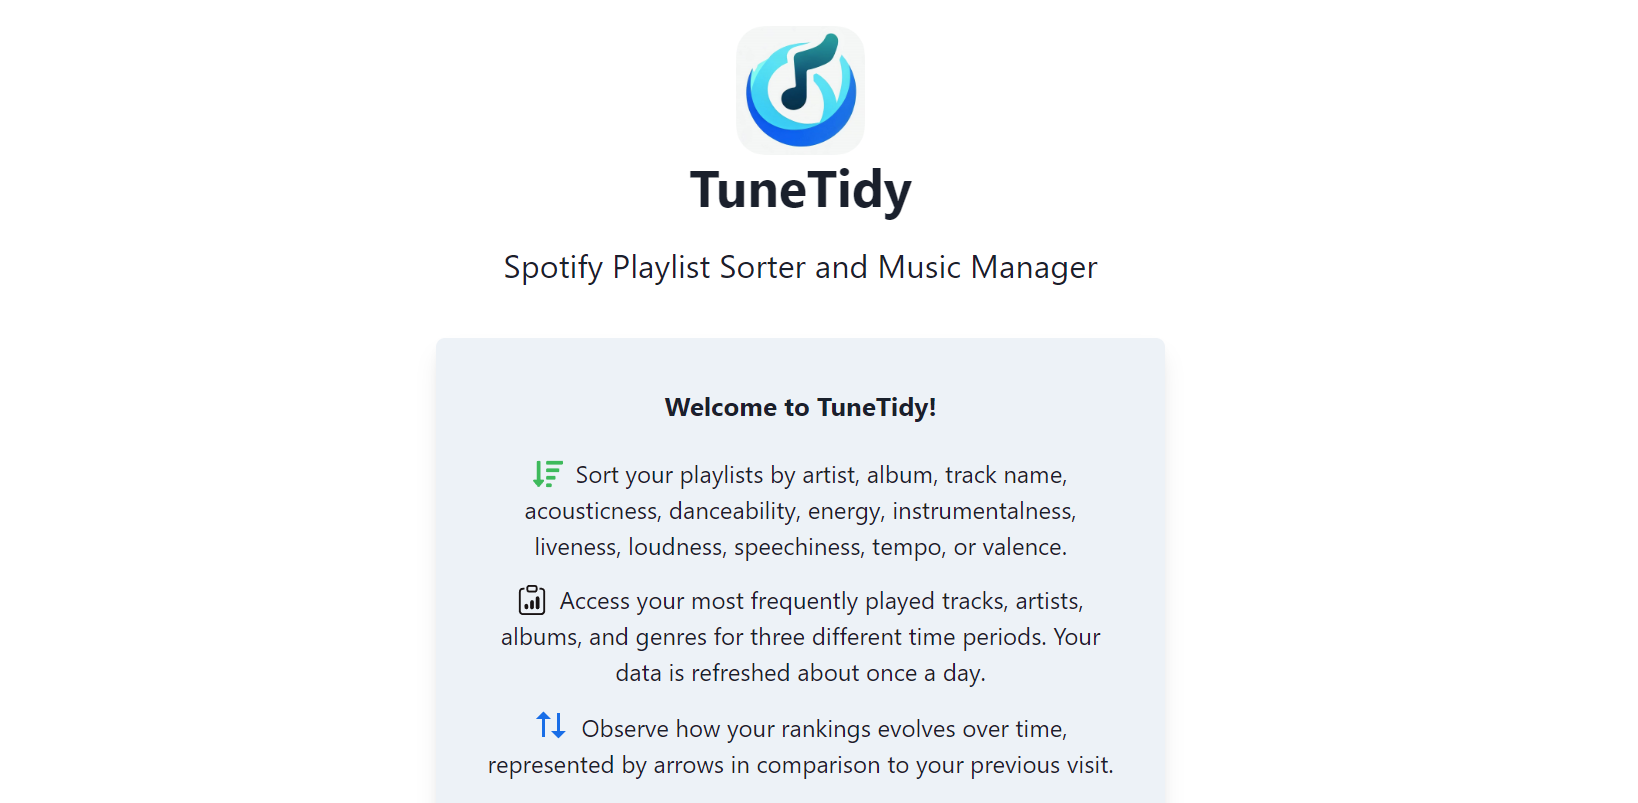 TuneTidy
Spotify Playlist Sorter and Music Manager
Welcome to TuneTidy!
Sort your playlists by artist, album, track name,
acousticness, danceability, energy, instrumentalness,
liveness, loudness, speechiness, tempo, or valence.
Access your most frequently played tracks, artists,
albums, and genres for three different time periods. Your
data is refreshed about once a day.
Observe how your rankings evolves over time,
represented by arrows in comparison to your previous visit.